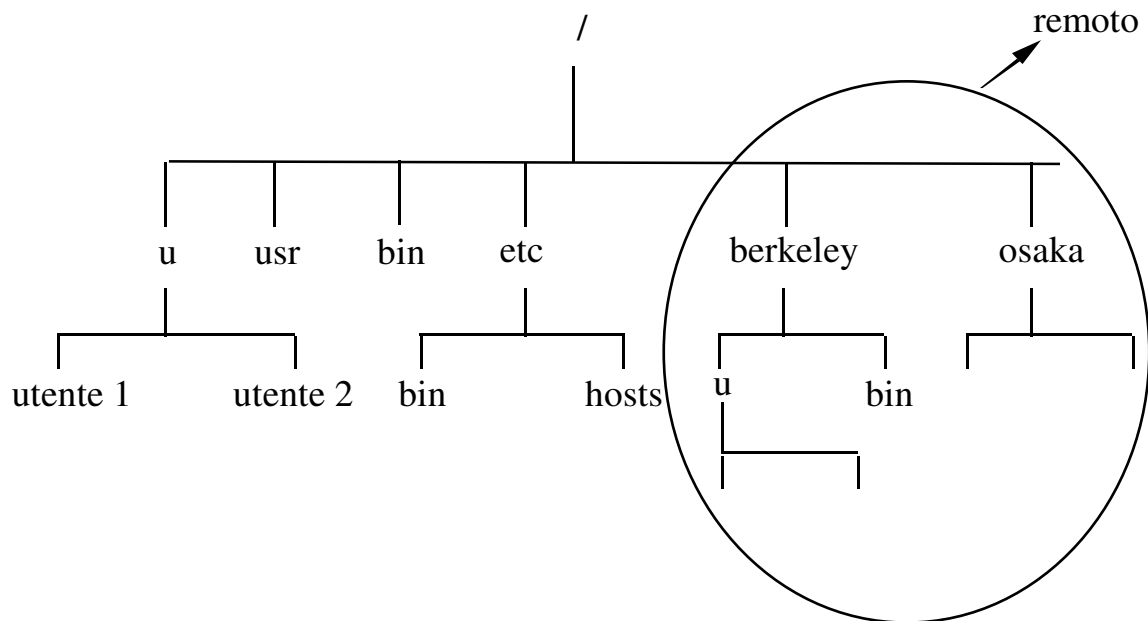 /
remoto
u usr bin etc berkeley osaka
utente 1 utente 2 bin hosts u bin